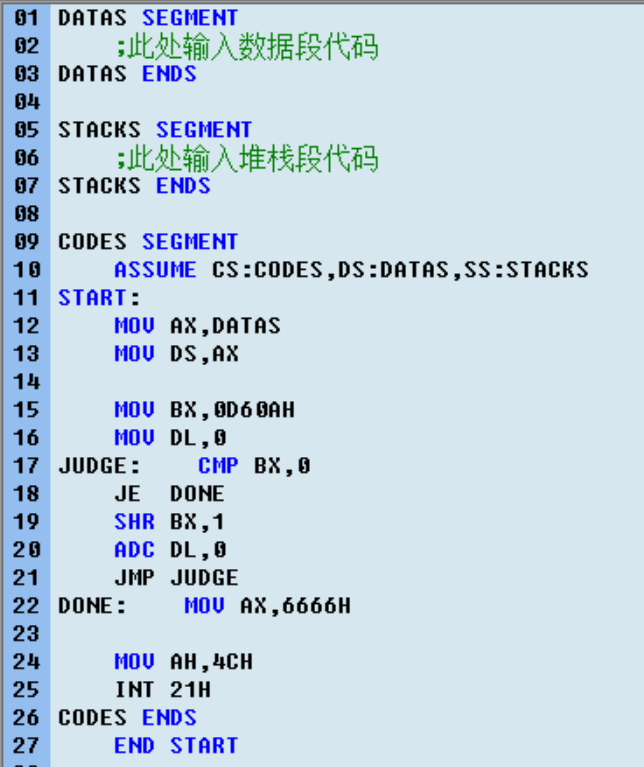 01 DATAS SEGMENT
02     ;此处输入数据段代码
03 DATAS ENDS
04
05 STACKS SEGMENT
06     ;此处输入堆栈段代码
07 STACKS ENDS
08
09 CODES SEGMENT
10     ASSUME CS:CODES,DS:DATAS,SS:STACKS
11 START:
12     MOV AX,DATAS
13     MOV DS,AX
14
15     MOV BX,0D60AH
16     MOV DL,0
17 JUDGE:    CMP BX,0
18     JE  DONE
19     SHR BX,1
20     ADC DL,0
21     JMP JUDGE
22 DONE:    MOV AX,6666H
23
24     MOV AH,4CH
25     INT 21H
26 CODES ENDS
27     END START